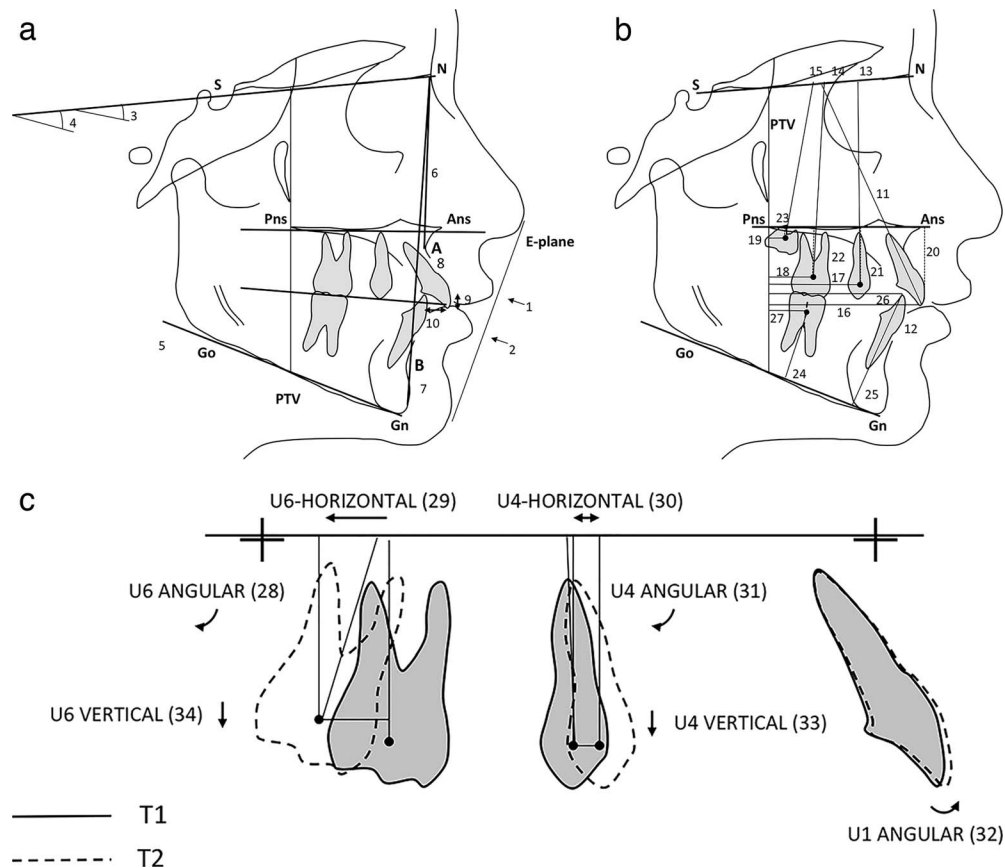 a
S
N
3
4
6
Pns
Ans
A
E-plane
8
9
1
10
5
2
Go
B
7
PTV
Gn
b
15
14
13
N
S
PTV
11
23
Pns
Ans
19
20
22
18
17
21
26
16
27
12
Go
24
25
Gn
c
U6-HORIZONTAL (29)
U4-HORIZONTAL (30)
U6 ANGULAR (28)
U4 ANGULAR (31)
U6 VERTICAL (34)
U4 VERTICAL (33)
T1
U1 ANGULAR (32)
T2